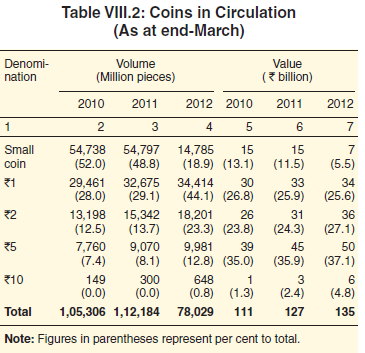 Table VIII.2: Coins in Circulation
(As at end-March)
Denomi-
nation
Volume
(Million pieces)
Value
(₹ billion)
2010 2011 2012 2010 2011 2012
1 2 3 4 5 6 7
Small 54,738 54,797 14,785 15 15 7
coin (52.0) (48.8) (18.9) (13.1) (11.5) (5.5)
₹1 29,461 32,675 34,414 30 33 34
(28.0) (29.1) (44.1) (26.8) (25.9) (25.6)
₹2 13,198 15,342 18,201 26 31 36
(12.5) (13.7) (23.3) (23.8) (24.3) (27.1)
₹5 7,760 9,070 9,981 39 45 50
(7.4) (8.1) (12.8) (35.0) (35.9) (37.1)
₹10 149 300 648 1 3 6
(0.0) (0.0) (0.8) (1.3) (2.4) (4.8)
Total 1,05,306 1,12,184 78,029 111 127 135
Note: Figures in parentheses represent per cent to total.